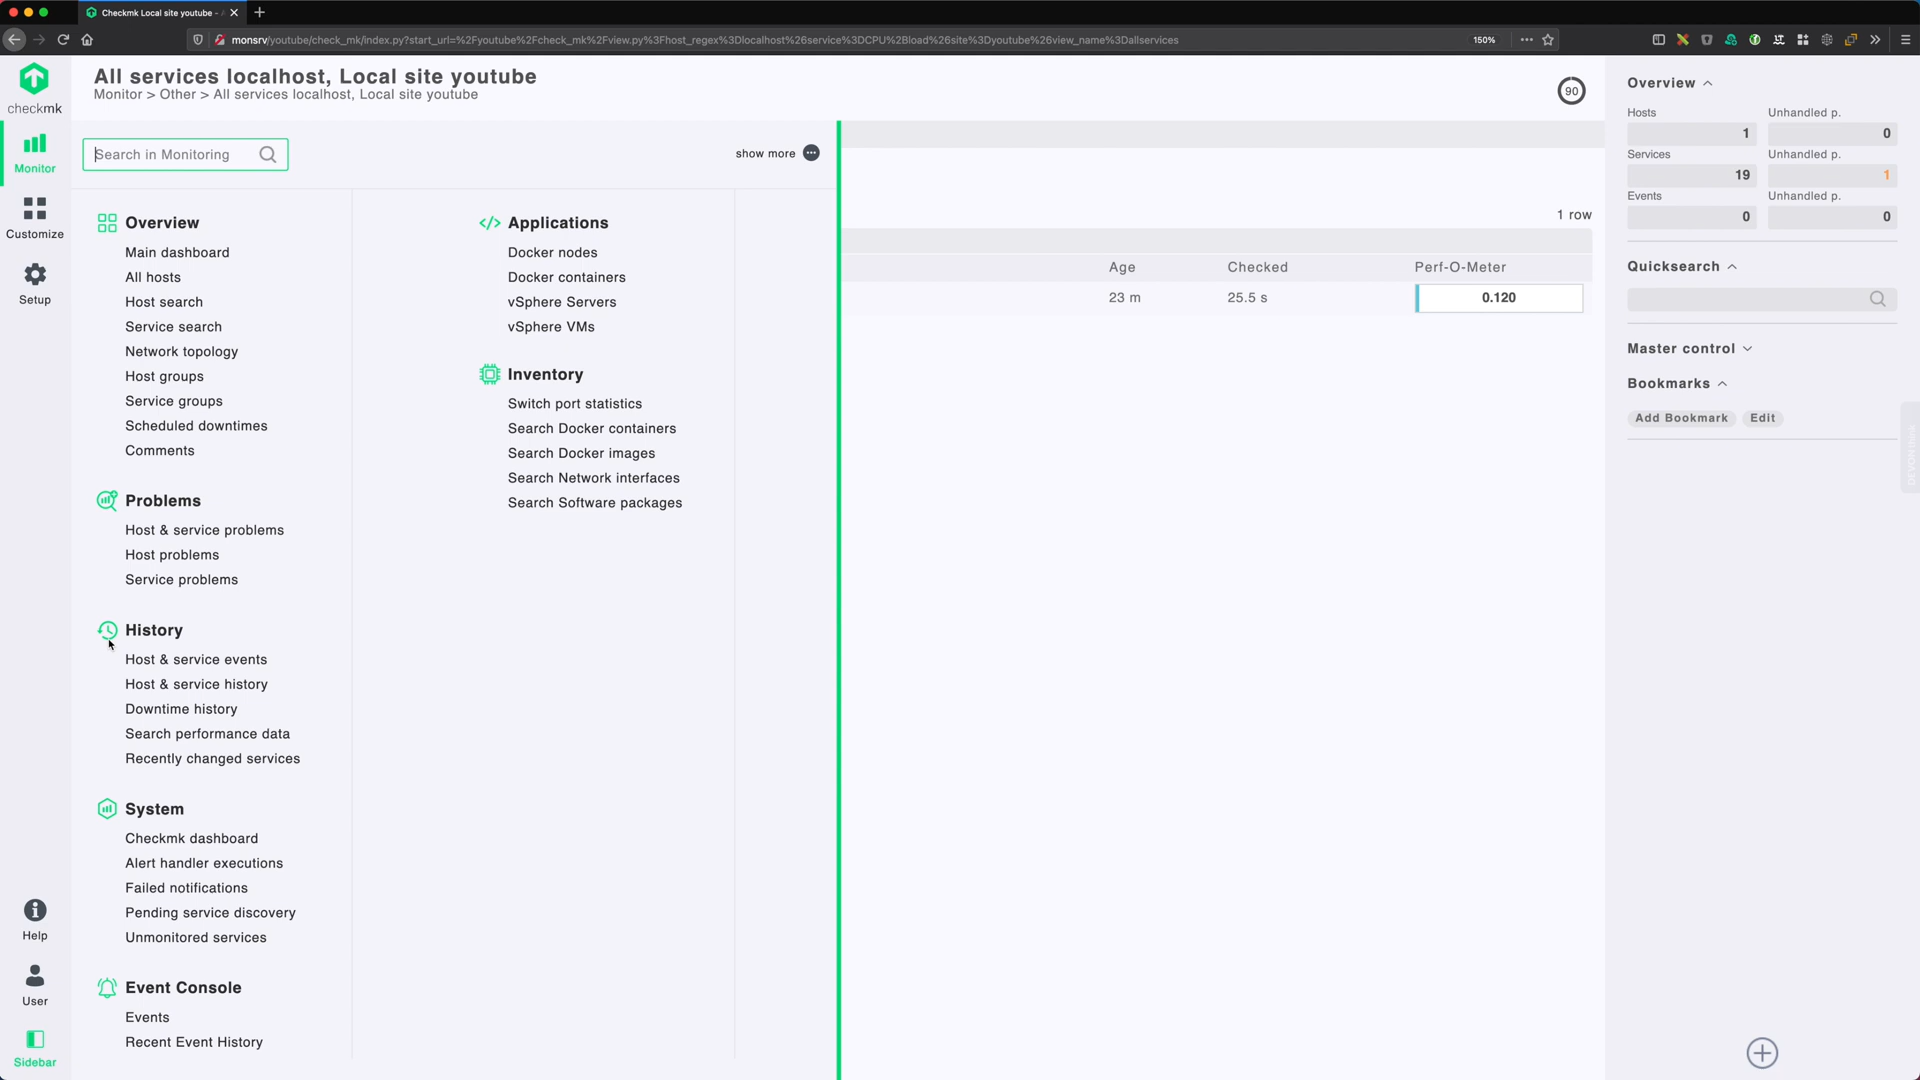 Checkmk Local site youtube -
monsrv/youtube/check_mk/index.py?start_url=%2Fyoutube%2Fcheck_mk%2Fview.py%3Fhost_regex%3Dlocalhost%26service%3DCPU%2Bload%26site%3Dyoutube%26view_name%3Dallservices
150%
checkmk
Monitor
Customize
Setup
Help
User
Sidebar
All services localhost, Local site youtube
Monitor > Other > All services localhost, Local site youtube
90
Search in Monitoring
show more
Overview
Main dashboard
All hosts
Host search
Service search
Network topology
Host groups
Service groups
Scheduled downtimes
Comments
Problems
Host & service problems
Host problems
Service problems
History
Host & service events
Host & service history
Downtime history
Search performance data
Recently changed services
System
Checkmk dashboard
Alert handler executions
Failed notifications
Pending service discovery
Unmonitored services
Event Console
Events
Recent Event History
Applications
Docker nodes
Docker containers
vSphere Servers
vSphere VMs
Inventory
Switch port statistics
Search Docker containers
Search Docker images
Search Network interfaces
Search Software packages
1 row
Age Checked Perf-O-Meter
23 m 25.5 s 0.120
Overview
Hosts Unhandled p.
1 0
Services Unhandled p.
19 1
Events Unhandled p.
0 0
Quicksearch
Master control
Bookmarks
Add Bookmark Edit